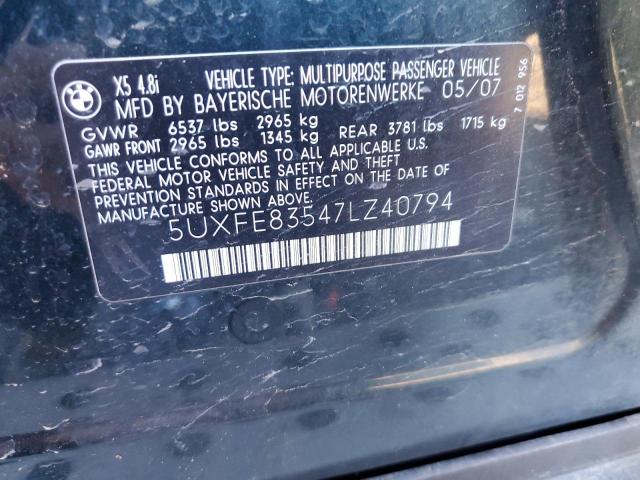 BMW
X5 4.8i VEHICLE TYPE: MULTIPURPOSE PASSENGER VEHICLE
MFD BY BAYERISCHE MOTORENWERKE 05/07
GVWR 6537 lbs 2965 kg
GAWR FRONT 2965 lbs 1345 kg REAR 3781 lbs 1715 kg
THIS VEHICLE CONFORMS TO ALL APPLICABLE U.S.
FEDERAL MOTOR VEHICLE SAFETY AND THEFT
PREVENTION STANDARDS IN EFFECT ON THE DATE OF
MANUFACTURE SHOWN ABOVE.
5UXFE83547LZ40794
7 012 956